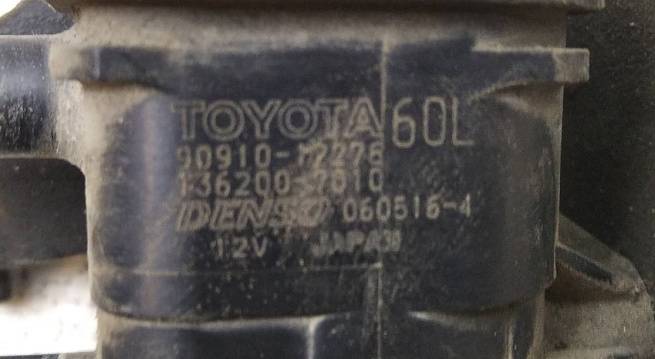 TOYOTA 60L
90910-12276
136200-7010
DENSO 060516-4
12V JAPAN